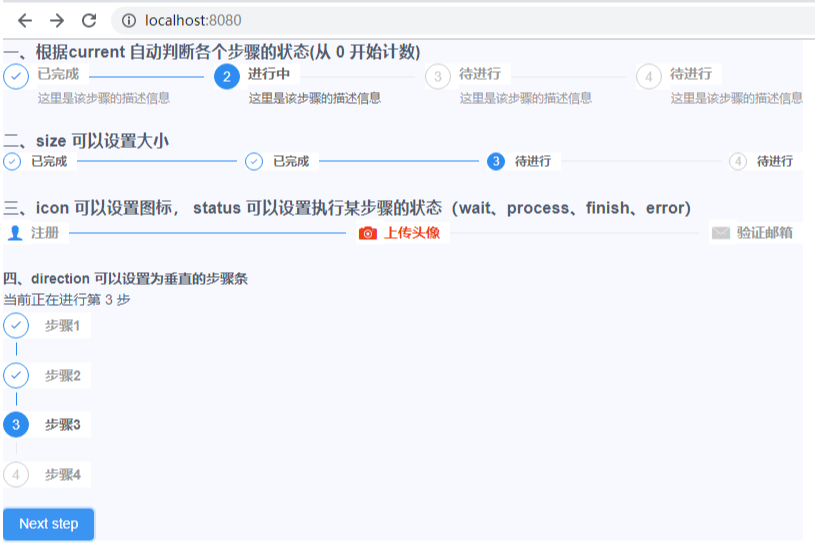 localhost:8080
一、根据current 自动判断各个步骤的状态(从 0 开始计数)
已完成 2 进行中 3 待进行 4 待进行
这里是该步骤的描述信息 这里是该步骤的描述信息 这里是该步骤的描述信息 这里是该步骤的描述信息
二、size 可以设置大小
已完成 已完成 3 待进行 4 待进行
三、icon 可以设置图标， status 可以设置执行某步骤的状态（wait、process、finish、error）
注册 上传头像 验证邮箱
四、direction 可以设置为垂直的步骤条
当前正在进行第 3 步
步骤1
步骤2
3 步骤3
4 步骤4
Next step